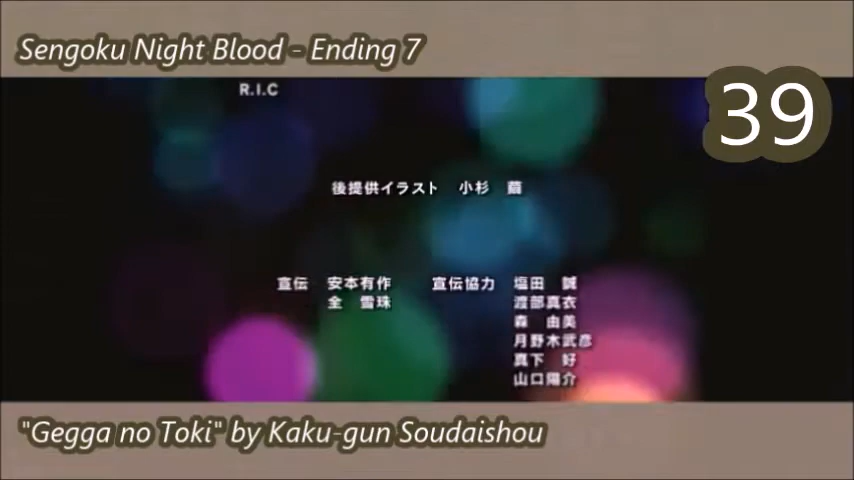 Sengoku Night Blood - Ending 7
39
R.I.C
後提供イラスト 小杉 繭
宣伝 安本有作 宣伝協力 塩田 誠
全 雪珠 渡部真衣
森 由美
月野木武彦
真下 好
山口陽介
"Gegga no Toki" by Kaku-gun Soudaishou